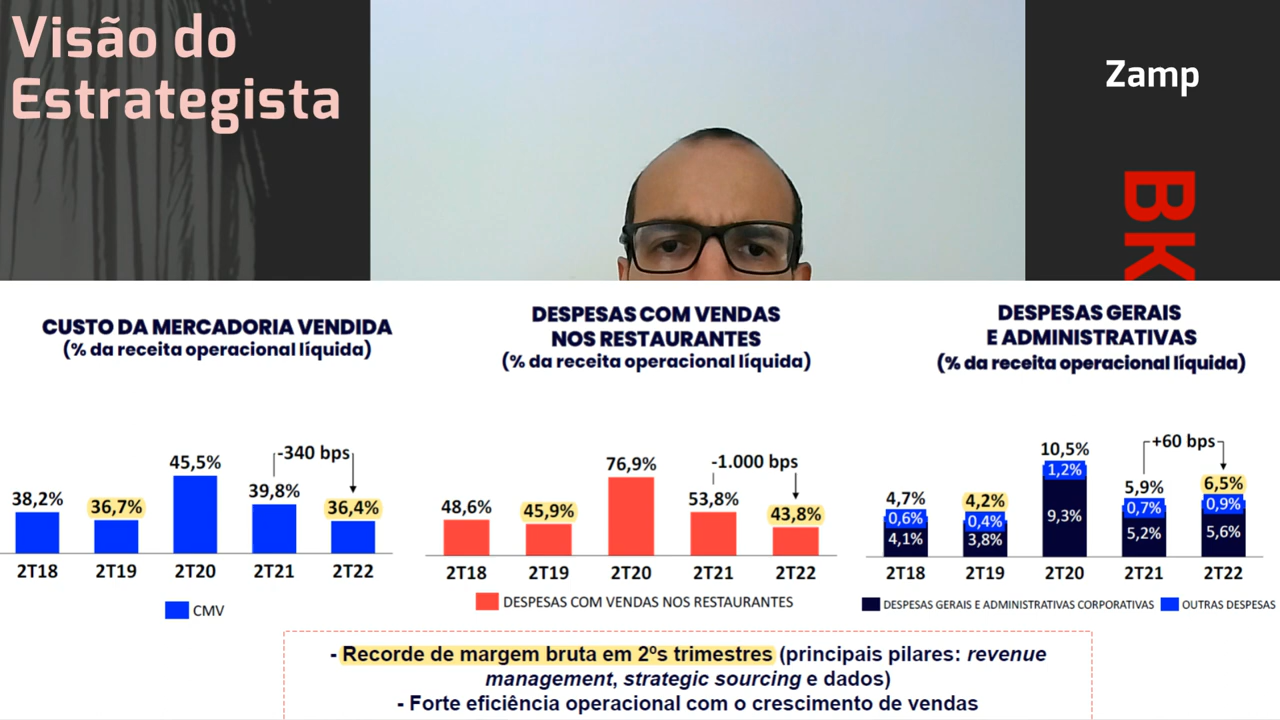 Visão do
Estrategista
Zamp
BK
CUSTO DA MERCADORIA VENDIDA
(% da receita operacional líquida)
-340 bps
45,5%
39,8%
38,2%
36,7%
36,4%
2T18 2T19 2T20 2T21 2T22
CMV
DESPESAS COM VENDAS
NOS RESTAURANTES
(% da receita operacional líquida)
-1.000 bps
76,9%
53,8%
48,6%
45,9%
43,8%
2T18 2T19 2T20 2T21 2T22
DESPESAS COM VENDAS NOS RESTAURANTES
DESPESAS GERAIS
E ADMINISTRATIVAS
(% da receita operacional líquida)
+60 bps
10,5%
4,7% 4,2% 5,9% 6,5%
0,6% 0,4% 1,2% 0,7% 0,9%
4,1% 3,8% 9,3% 5,2% 5,6%
2T18 2T19 2T20 2T21 2T22
DESPESAS GERAIS E ADMINISTRATIVAS CORPORATIVAS OUTRAS DESPESAS
- Recorde de margem bruta em 2ºs trimestres (principais pilares: revenue
management, strategic sourcing e dados)
- Forte eficiência operacional com o crescimento de vendas